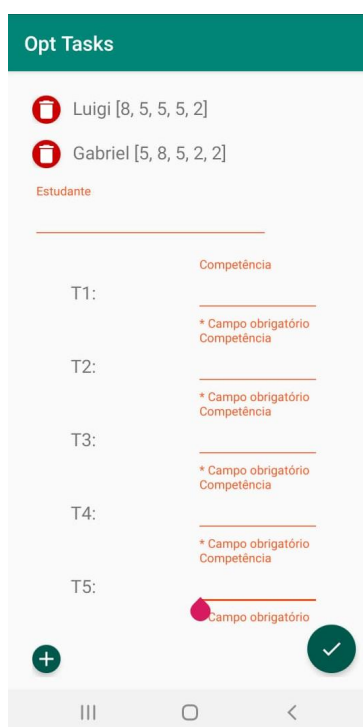 Opt Tasks
Luigi [8, 5, 5, 5, 2]
Gabriel [5, 8, 5, 2, 2]
Estudante
Competência
T1:
* Campo obrigatório
Competência
T2:
* Campo obrigatório
Competência
T3:
* Campo obrigatório
Competência
T4:
* Campo obrigatório
Competência
T5:
Campo obrigatório